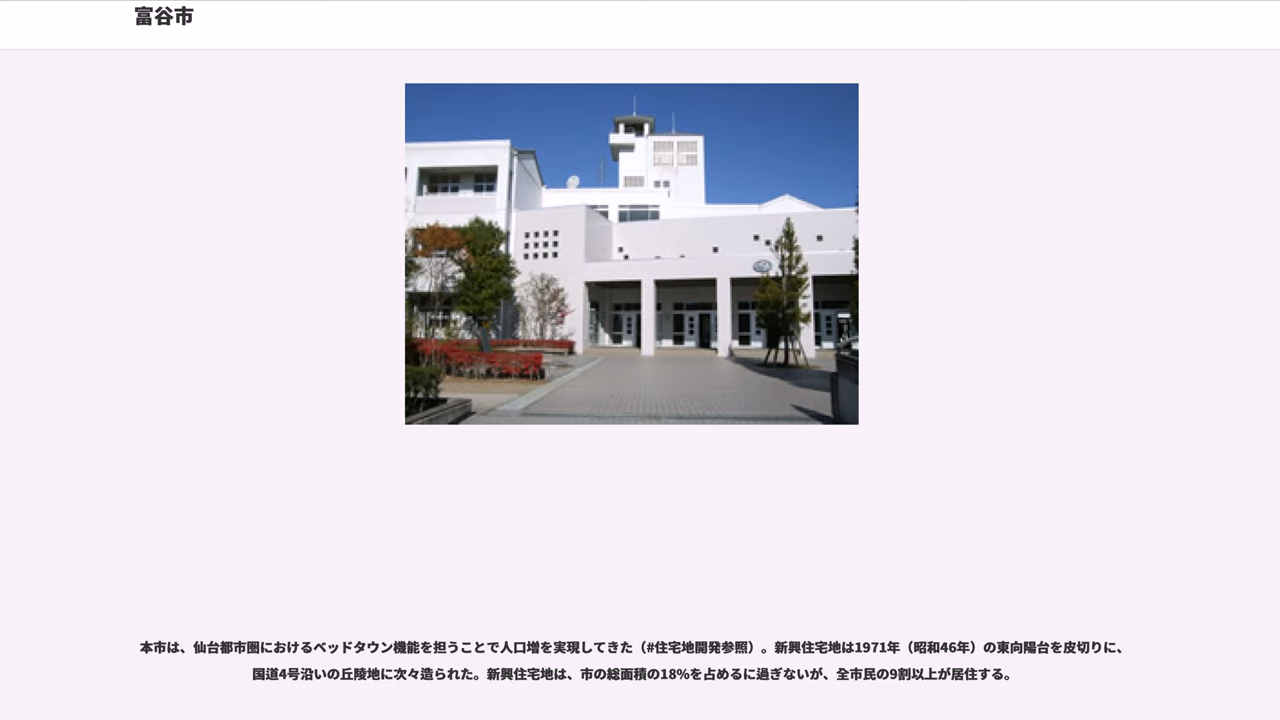 富谷市
本市は、仙台都市圏におけるベッドタウン機能を担うことで人口増を実現してきた（#住宅地開発参照）。新興住宅地は1971年（昭和46年）の東向陽台を皮切りに、
国道4号沿いの丘陵地に次々造られた。新興住宅地は、市の総面積の18%を占めるに過ぎないが、全市民の9割以上が居住する。